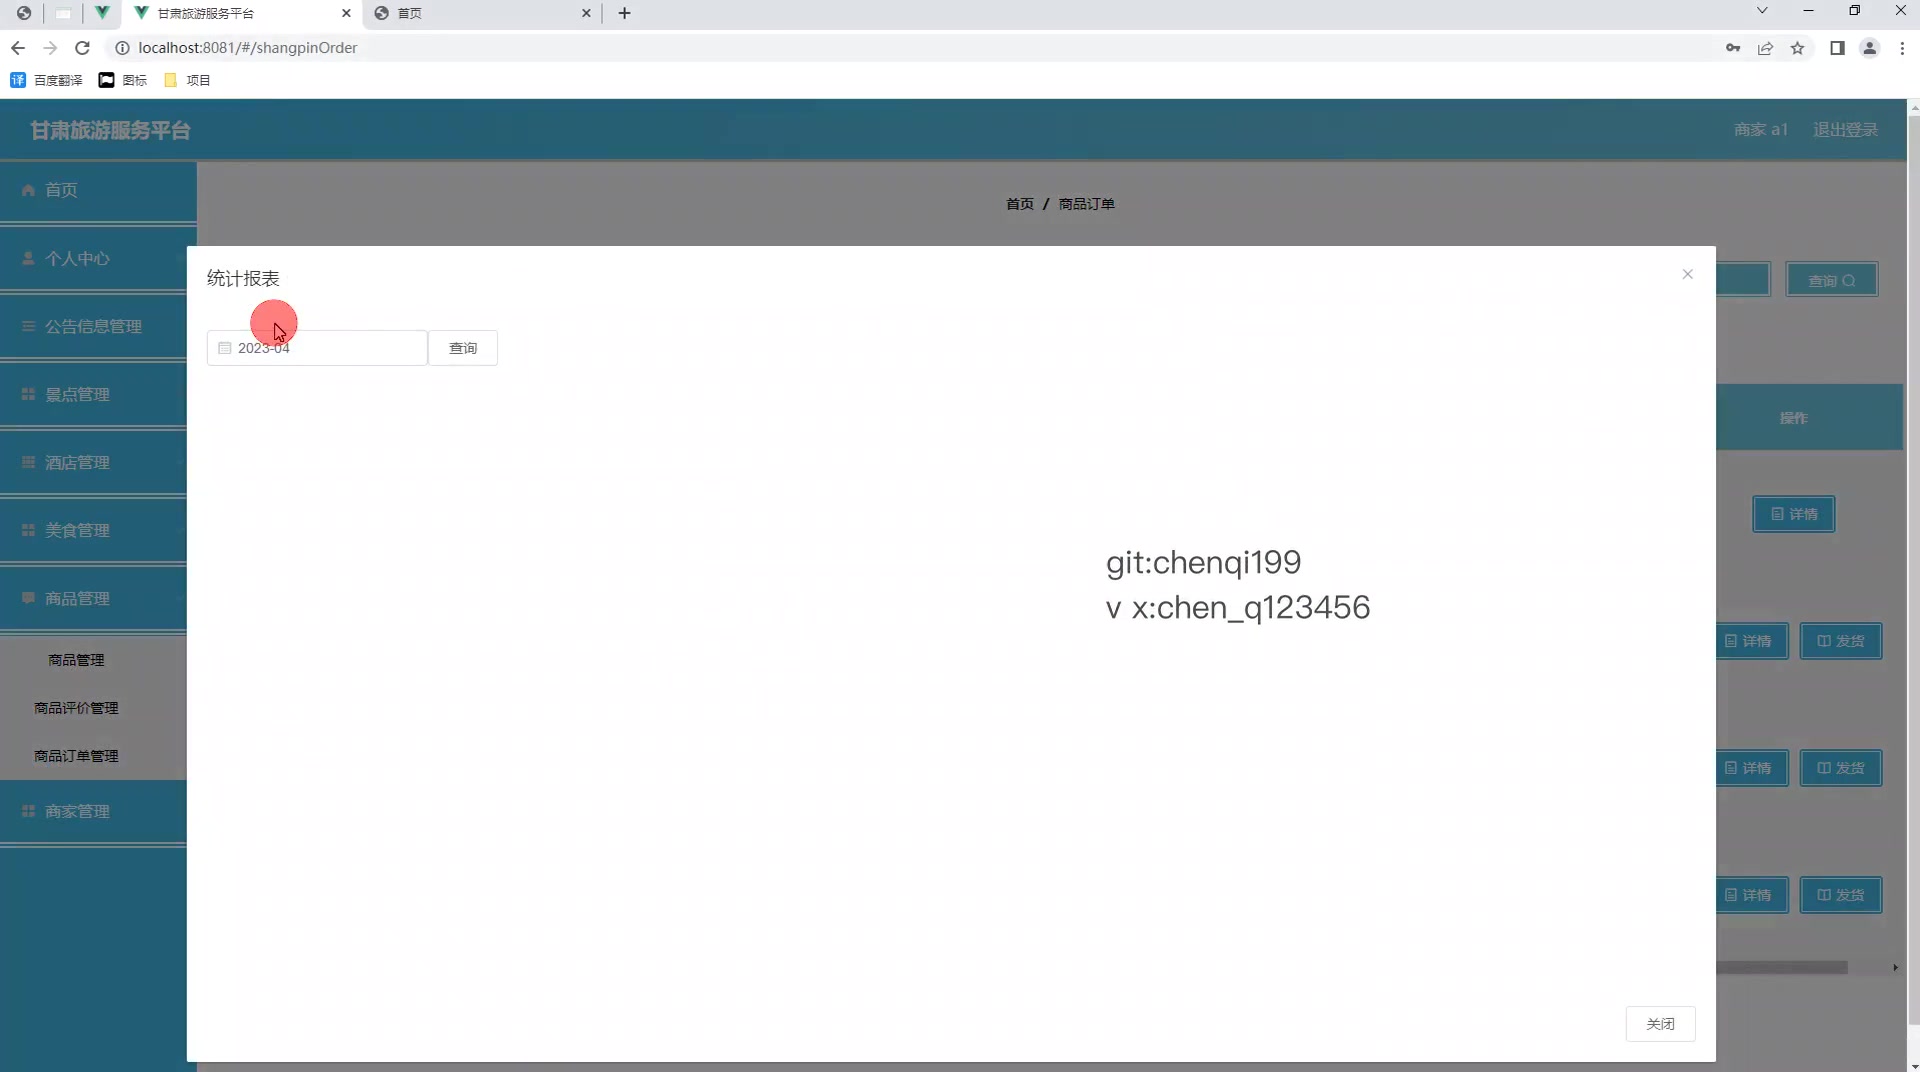 甘肃旅游服务平台
首页
localhost:8081/#/shangpinOrder
百度翻译
图标
项目
甘肃旅游服务平台
商家 a1
退出登录
首页
个人中心
公告信息管理
景点管理
酒店管理
美食管理
商品管理
商品管理
商品评价管理
商品订单管理
商家管理
首页 / 商品订单
查询
统计报表
2023-04
查询
操作
详情
git:chenqi199
v x:chen_q123456
详情 发货
详情 发货
详情 发货
关闭